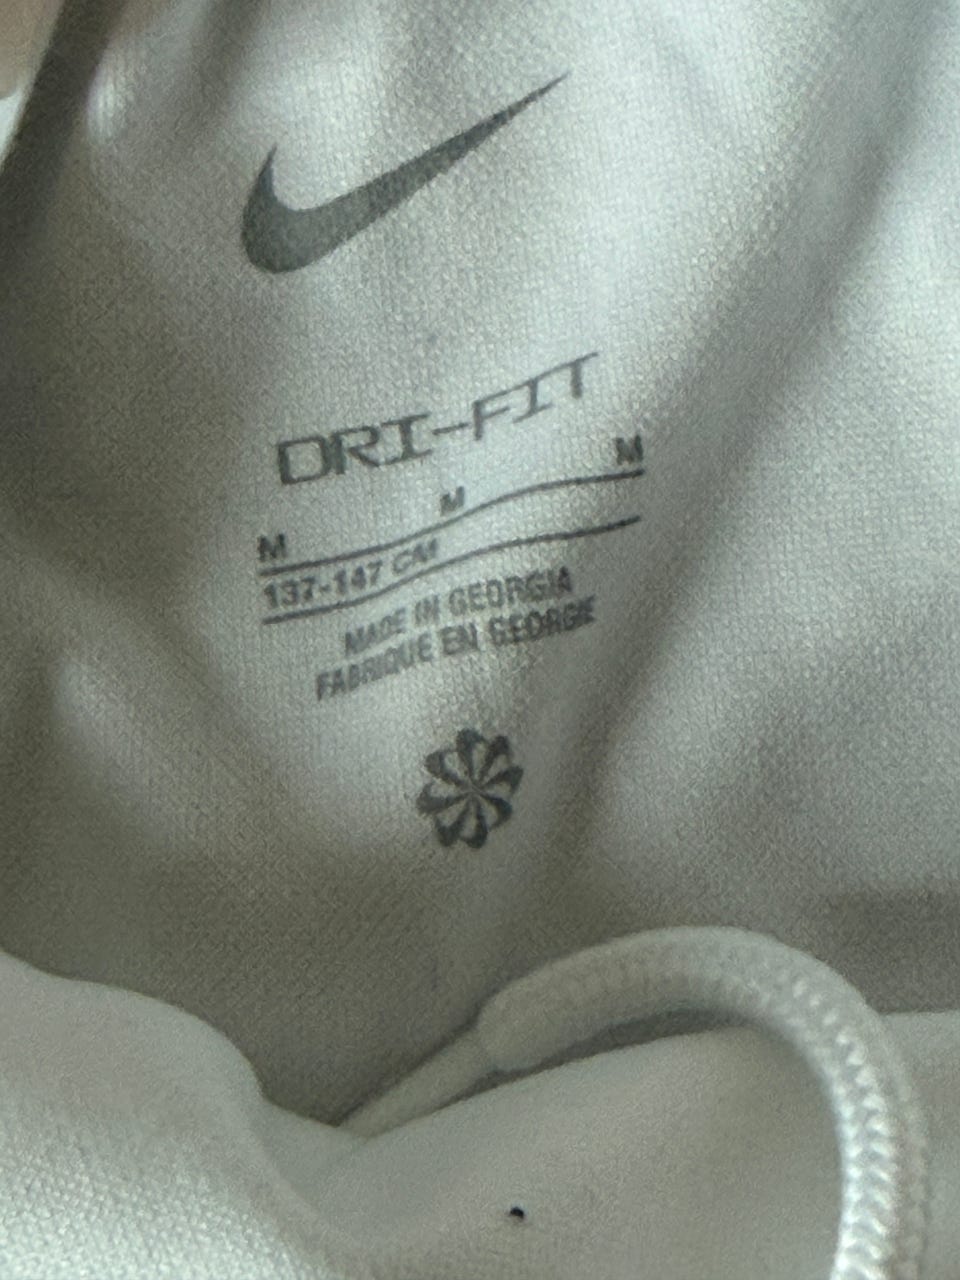 DRI-FIT
M M M
137-147 CM
MADE IN GEORGIA
FABRIQUE EN GEORGIE